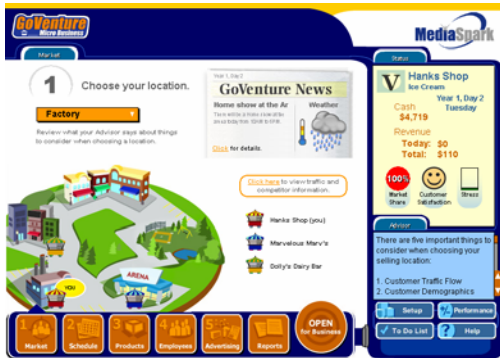 GoVenture
Micro Business
MediaSpark
Market
1 Choose your location.
Factory
Review what your Advisor says about things
to consider when choosing a location.
Year 1, Day 2
GoVenture News
Home show at the Ar
Weather
Click for details.
Click here to view traffic and
competitor information.
Hanks Shop (you)
Marvelous Marv's
Golly's Dairy Bar
ARENA
YOU
Status
V Hanks Shop
Ice Cream
Year 1, Day 2
Tuesday
Cash
$4,719
Revenue
Today: $0
Total: $110
100%
Market
Share
Customer
Satisfaction
Stress
Advisor
There are five important things to
consider when choosing your
selling location:
1. Customer Traffic Flow
2. Customer Demographics
Setup
% Performance
To Do List
? Help
1 Market
2 Schedule
3 Products
4 Employees
5 Advertising
Reports
OPEN
for Business